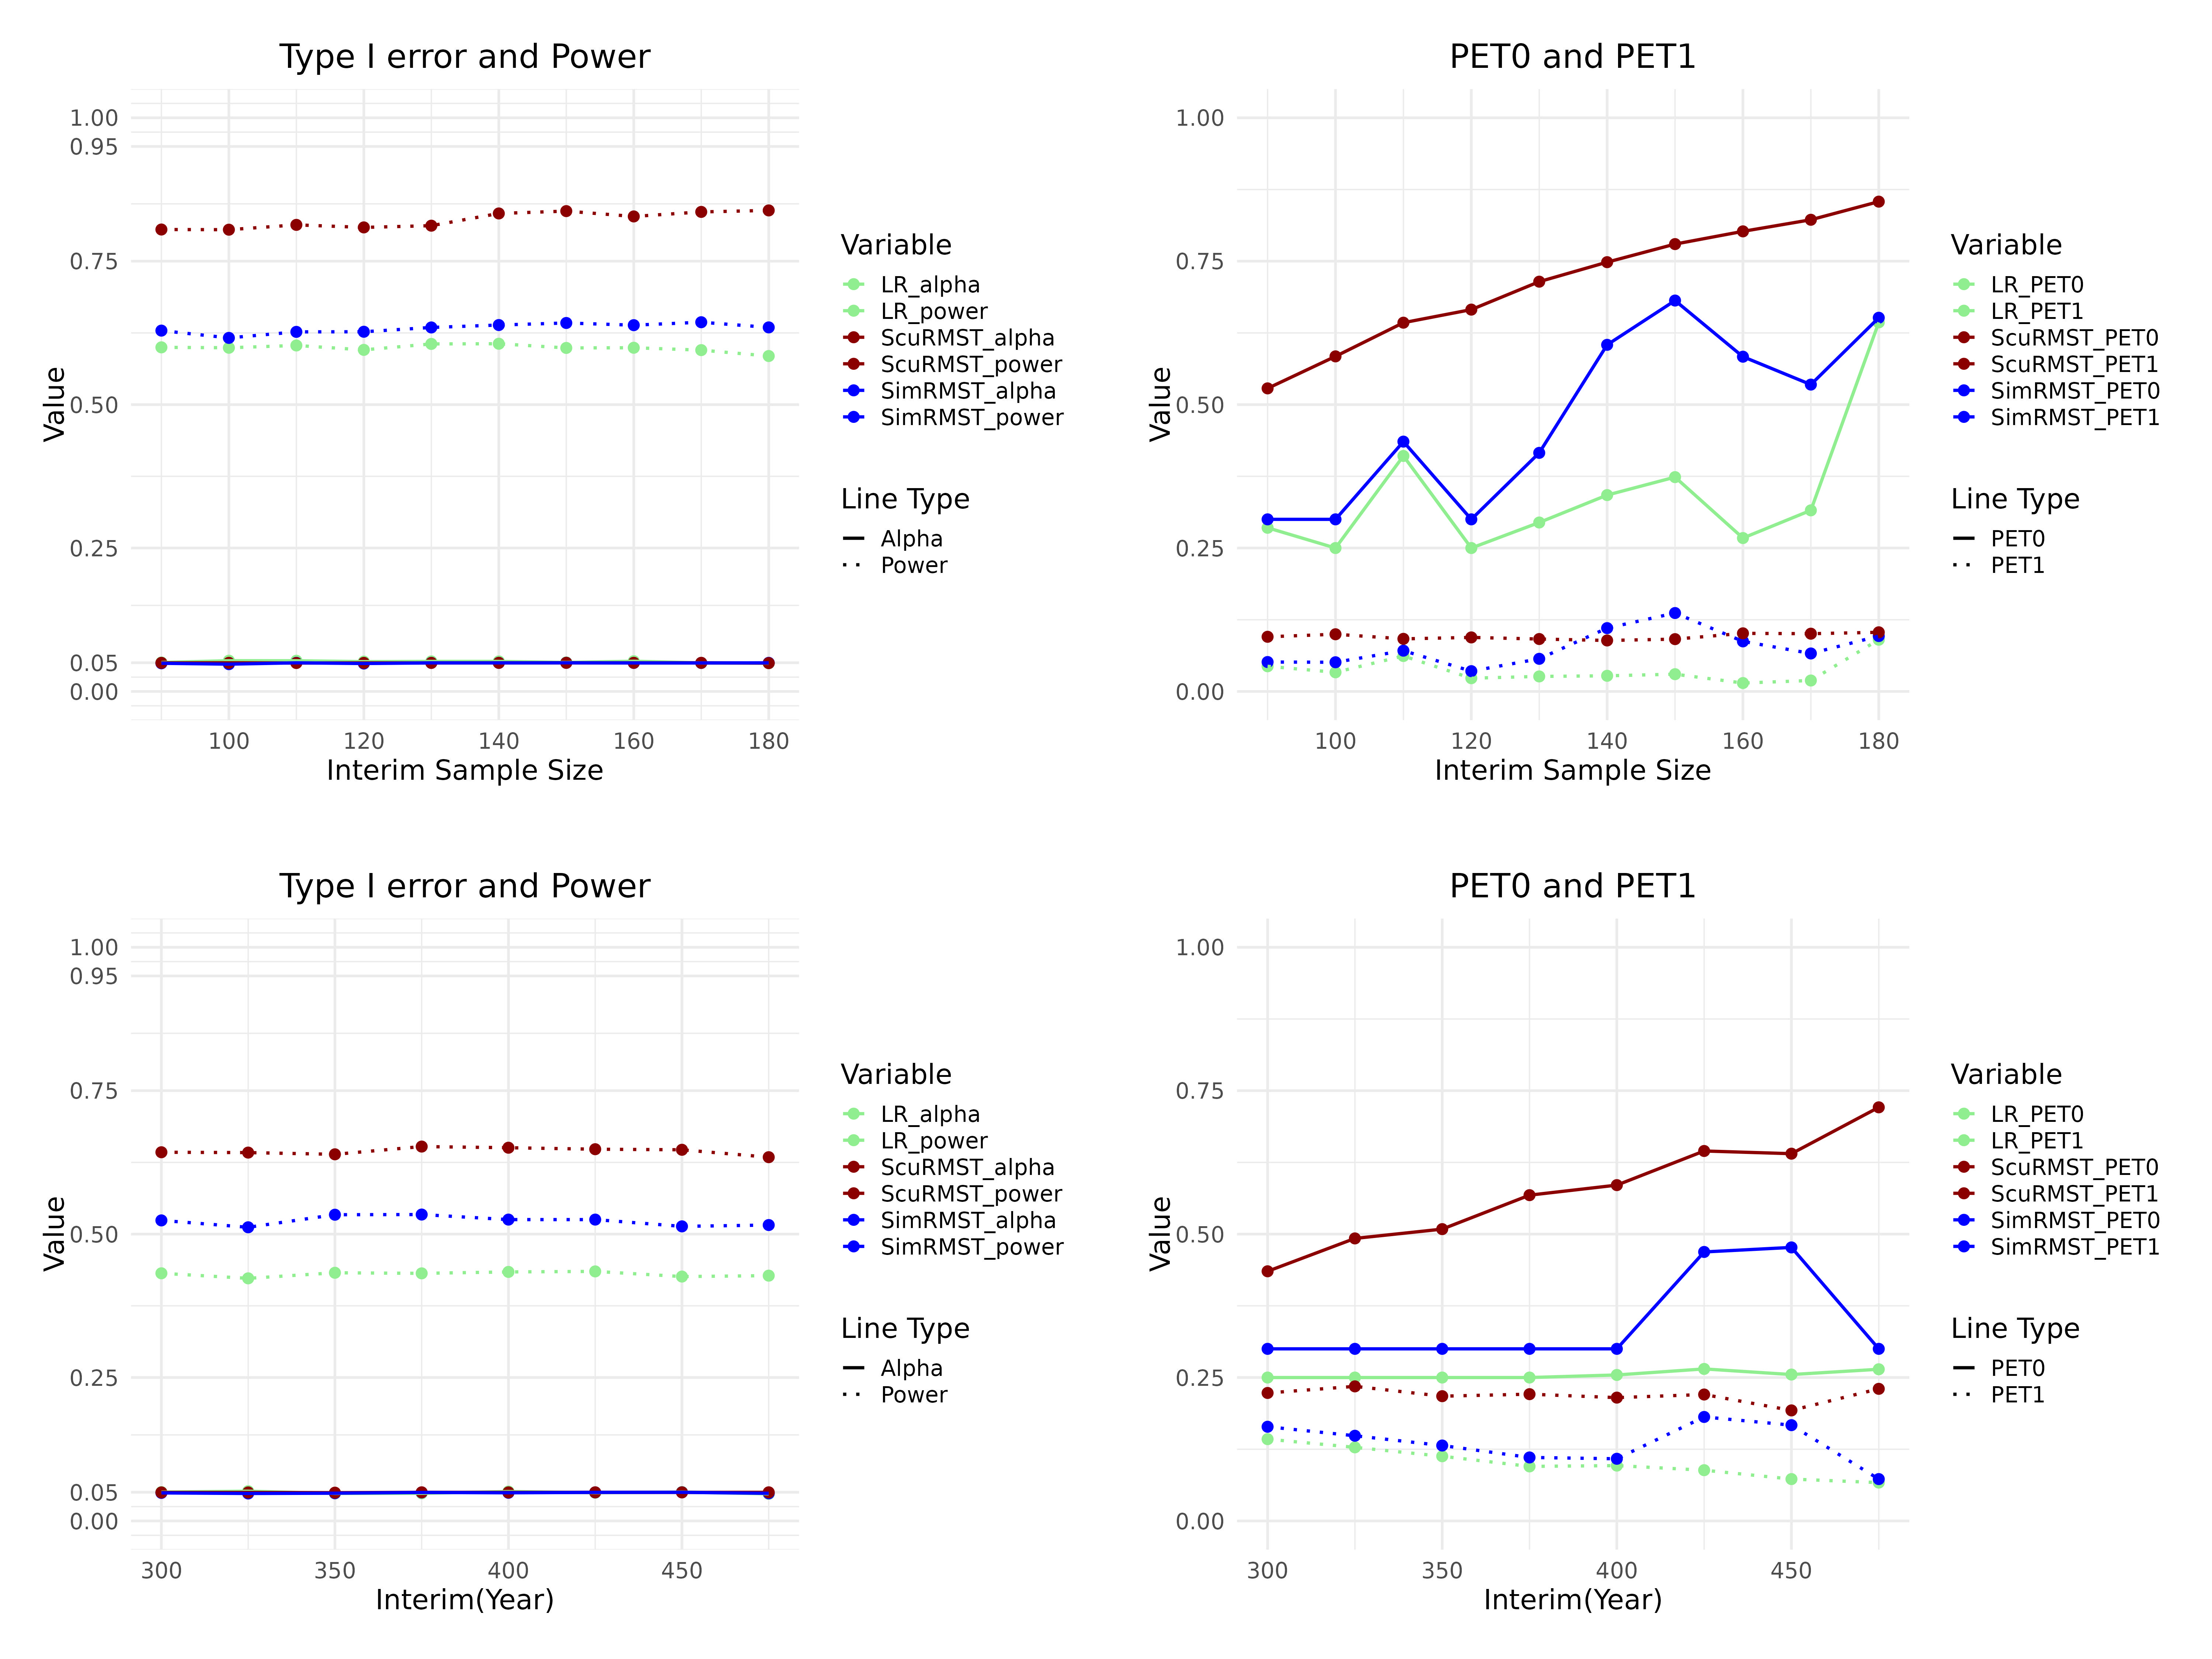 Type I error and Power
1.00
0.95
0.75
0.50
0.25
0.05
0.00
Value
100 120 140 160 180
Interim Sample Size
Variable
LR_alpha
LR_power
ScuRMST_alpha
ScuRMST_power
SimRMST_alpha
SimRMST_power
Line Type
Alpha
Power
PET0 and PET1
1.00
0.75
0.50
0.25
0.00
Value
100 120 140 160 180
Interim Sample Size
Variable
LR_PET0
LR_PET1
ScuRMST_PET0
ScuRMST_PET1
SimRMST_PET0
SimRMST_PET1
Line Type
PET0
PET1
Type I error and Power
1.00
0.95
0.75
0.50
0.25
0.05
0.00
Value
300 350 400 450
Interim(Year)
Variable
LR_alpha
LR_power
ScuRMST_alpha
ScuRMST_power
SimRMST_alpha
SimRMST_power
Line Type
Alpha
Power
PET0 and PET1
1.00
0.75
0.50
0.25
0.00
Value
300 350 400 450
Interim(Year)
Variable
LR_PET0
LR_PET1
ScuRMST_PET0
ScuRMST_PET1
SimRMST_PET0
SimRMST_PET1
Line Type
PET0
PET1